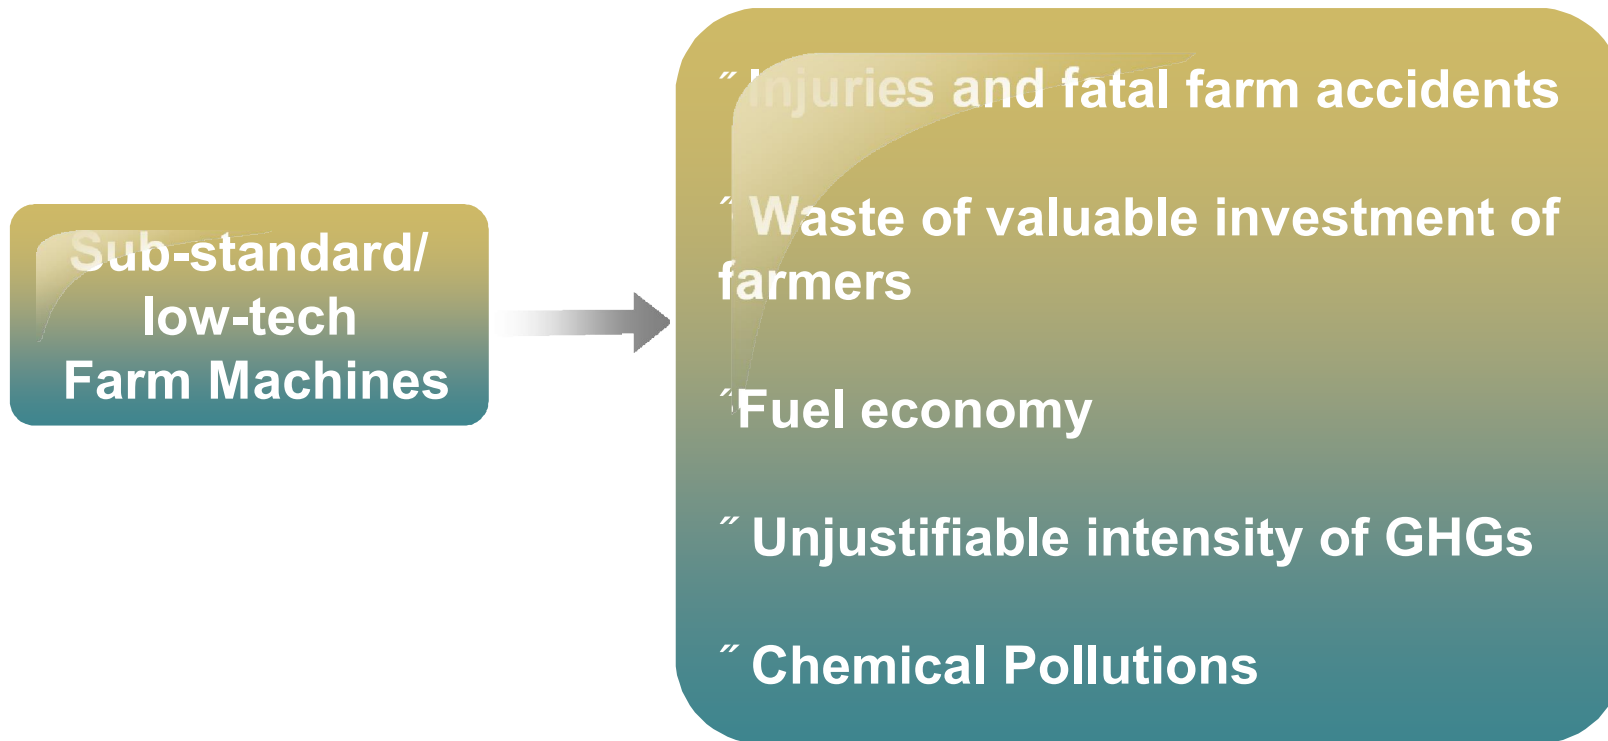 Sub-standard/
low-tech
Farm Machines
˝ Injuries and fatal farm accidents
˝ Waste of valuable investment of
farmers
˝Fuel economy
˝ Unjustifiable intensity of GHGs
˝ Chemical Pollutions